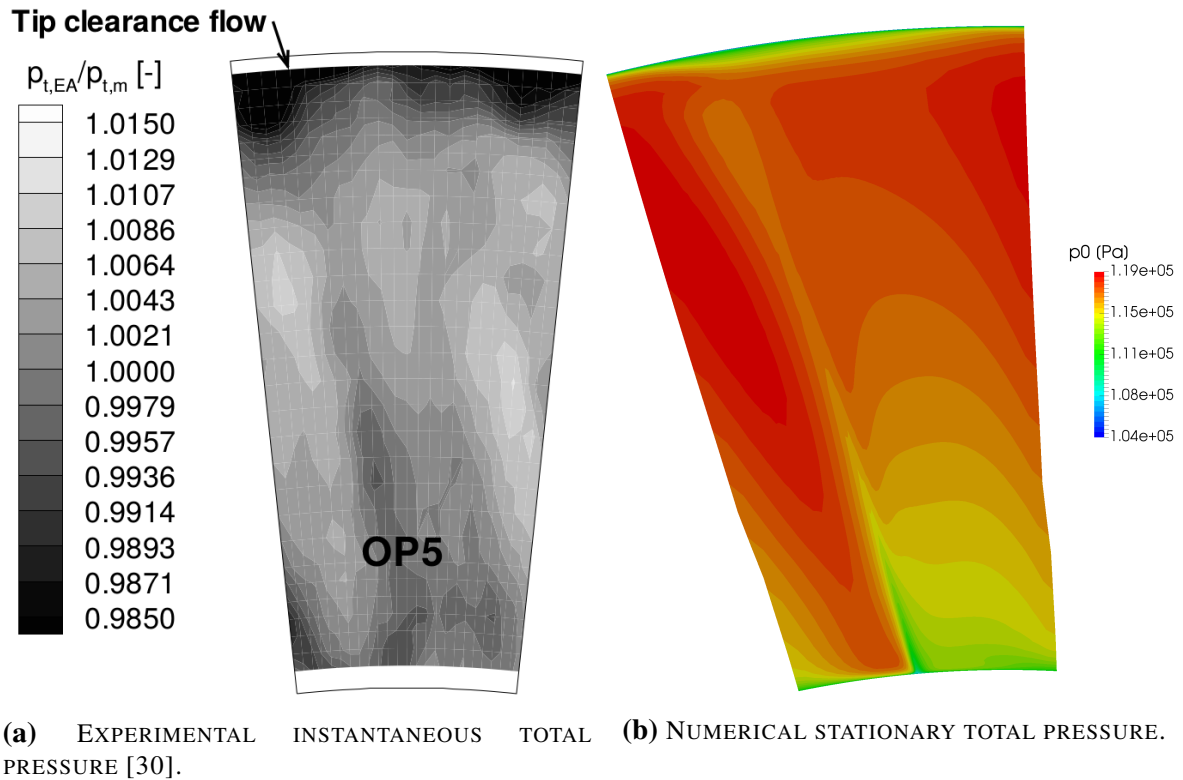 Tip clearance flow
pt,EA/pt,m [-]
1.0150
1.0129
1.0107
1.0086
1.0064
1.0043
1.0021
1.0000
0.9979
0.9957
0.9936
0.9914
0.9893
0.9871
0.9850
OP5
p0 (Pa)
1.19e+05
1.15e+05
1.11e+05
1.08e+05
1.04e+05
(a) EXPERIMENTAL INSTANTANEOUS TOTAL
PRESSURE [30].
(b) NUMERICAL STATIONARY TOTAL PRESSURE.